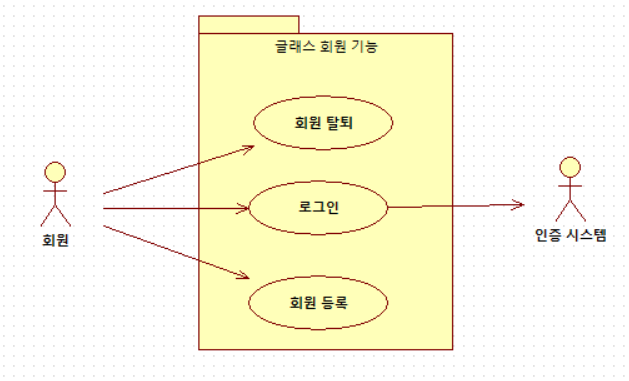 글래스 회원 기능
회원 탈퇴
로그인
회원
인증 시스템
회원 등록